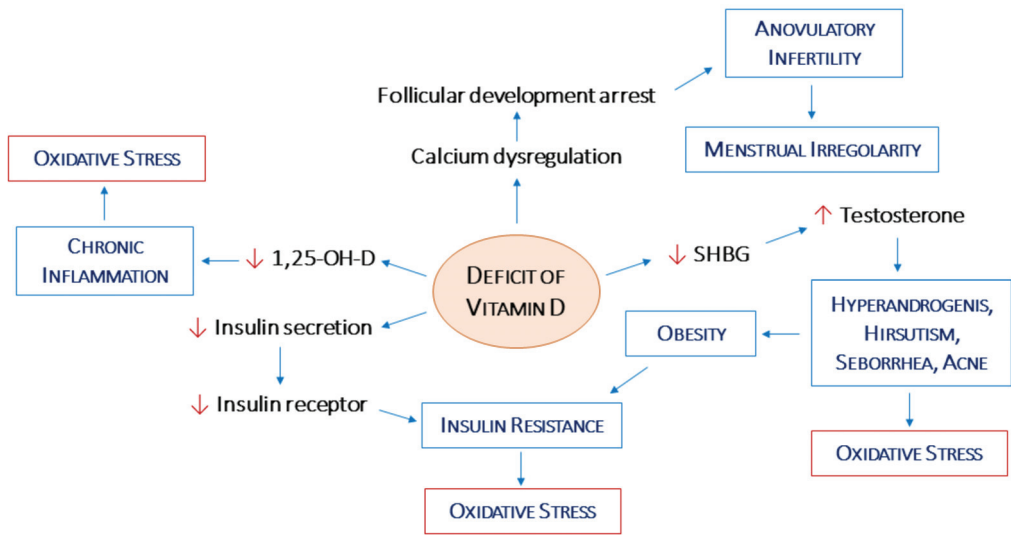 ANOVULATORY
INFERTILITY
Follicular development arrest
MENSTRUAL IRREGOLARITY
Calcium dysregulation
OXIDATIVE STRESS
↑ Testosterone
CHRONIC
INFLAMMATION
↓ 1,25-OH-D
DEFICIT OF
VITAMIN D
↓ SHBG
↓ Insulin secretion
OBESITY
HYPERANDROGENIS,
HIRSUTISM,
SEBORRHEA, ACNE
↓ Insulin receptor
INSULIN RESISTANCE
OXIDATIVE STRESS
OXIDATIVE STRESS